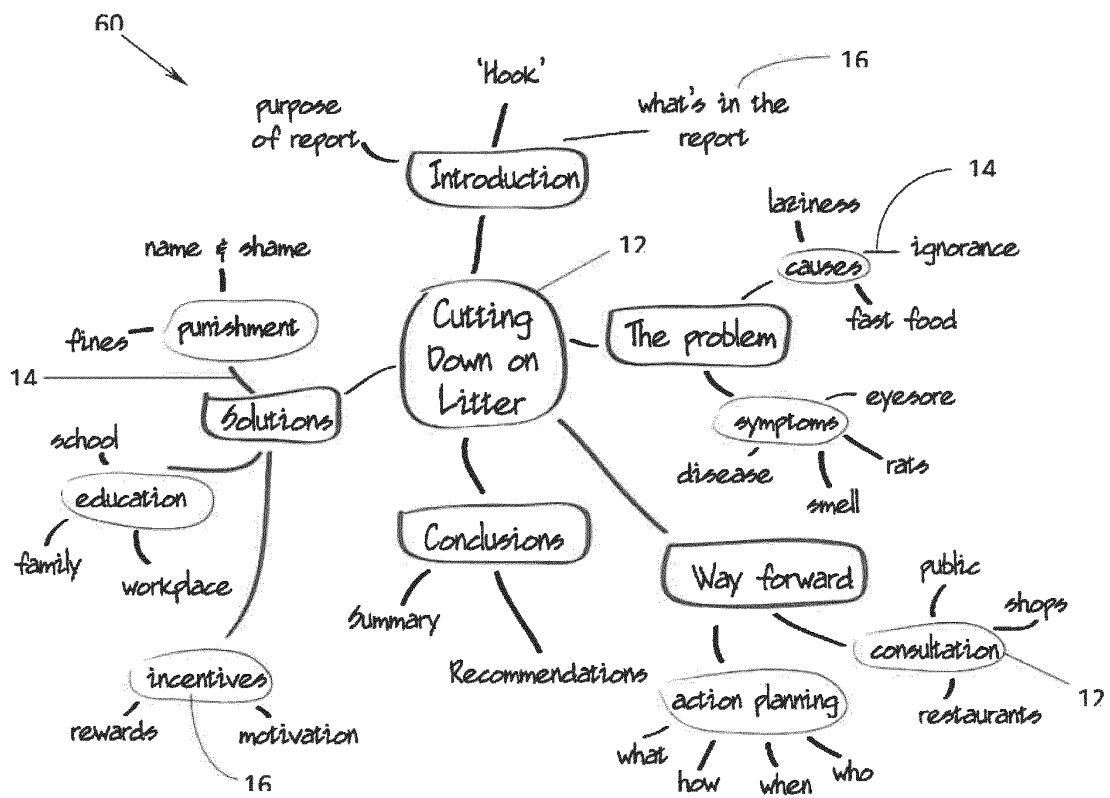 60
'Hook'
16
purpose
of report
what's in the
report
Introduction
14
laziness
ignorance
causes
fast food
12
name & shame
punishment
fines
14
Cutting
Down on
Litter
The problem
Solutions
eyesore
symptoms
disease
rats
smell
school
education
family
workplace
Conclusions
Summary
Recommendations
Way forward
public
shops
consultation
12
restaurants
incentives
rewards
motivation
16
action planning
what
how
when
who